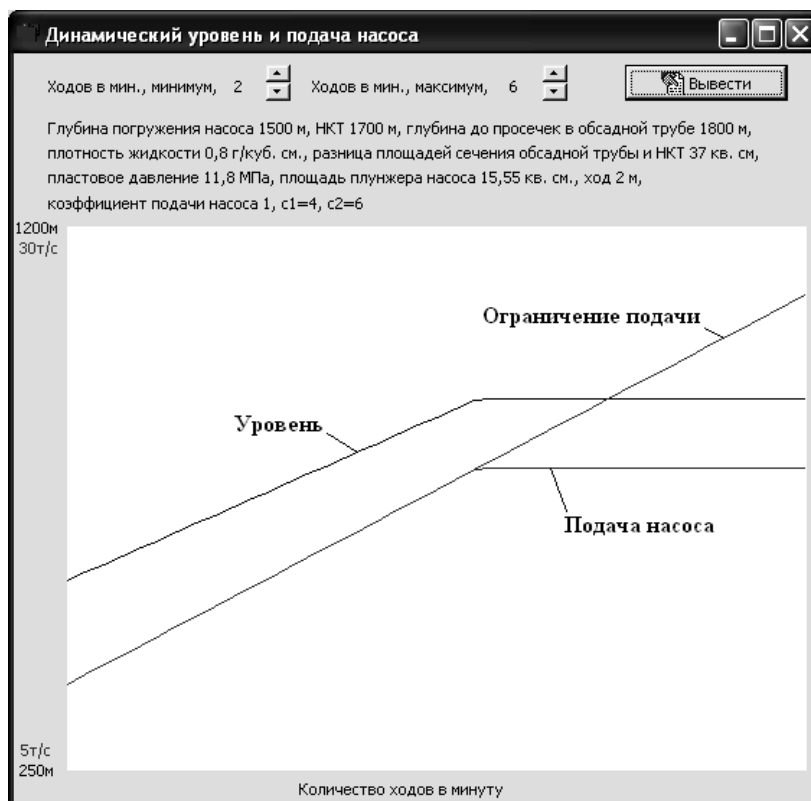 Динамический уровень и подача насоса
Ходов в мин., минимум, 2 Ходов в мин., максимум, 6 Вывести
Глубина погружения насоса 1500 м, НКТ 1700 м, глубина до просечек в обсадной трубе 1800 м,
плотность жидкости 0,8 г/куб. см., разница площадей сечения обсадной трубы и НКТ 37 кв. см,
пластовое давление 11,8 МПа, площадь плунжера насоса 15,55 кв. см., ход 2 м,
коэффициент подачи насоса 1, c1=4, c2=6
1200м
30т/с
Ограничение подачи
Уровень
Подача насоса
5т/с
250м
Количество ходов в минуту